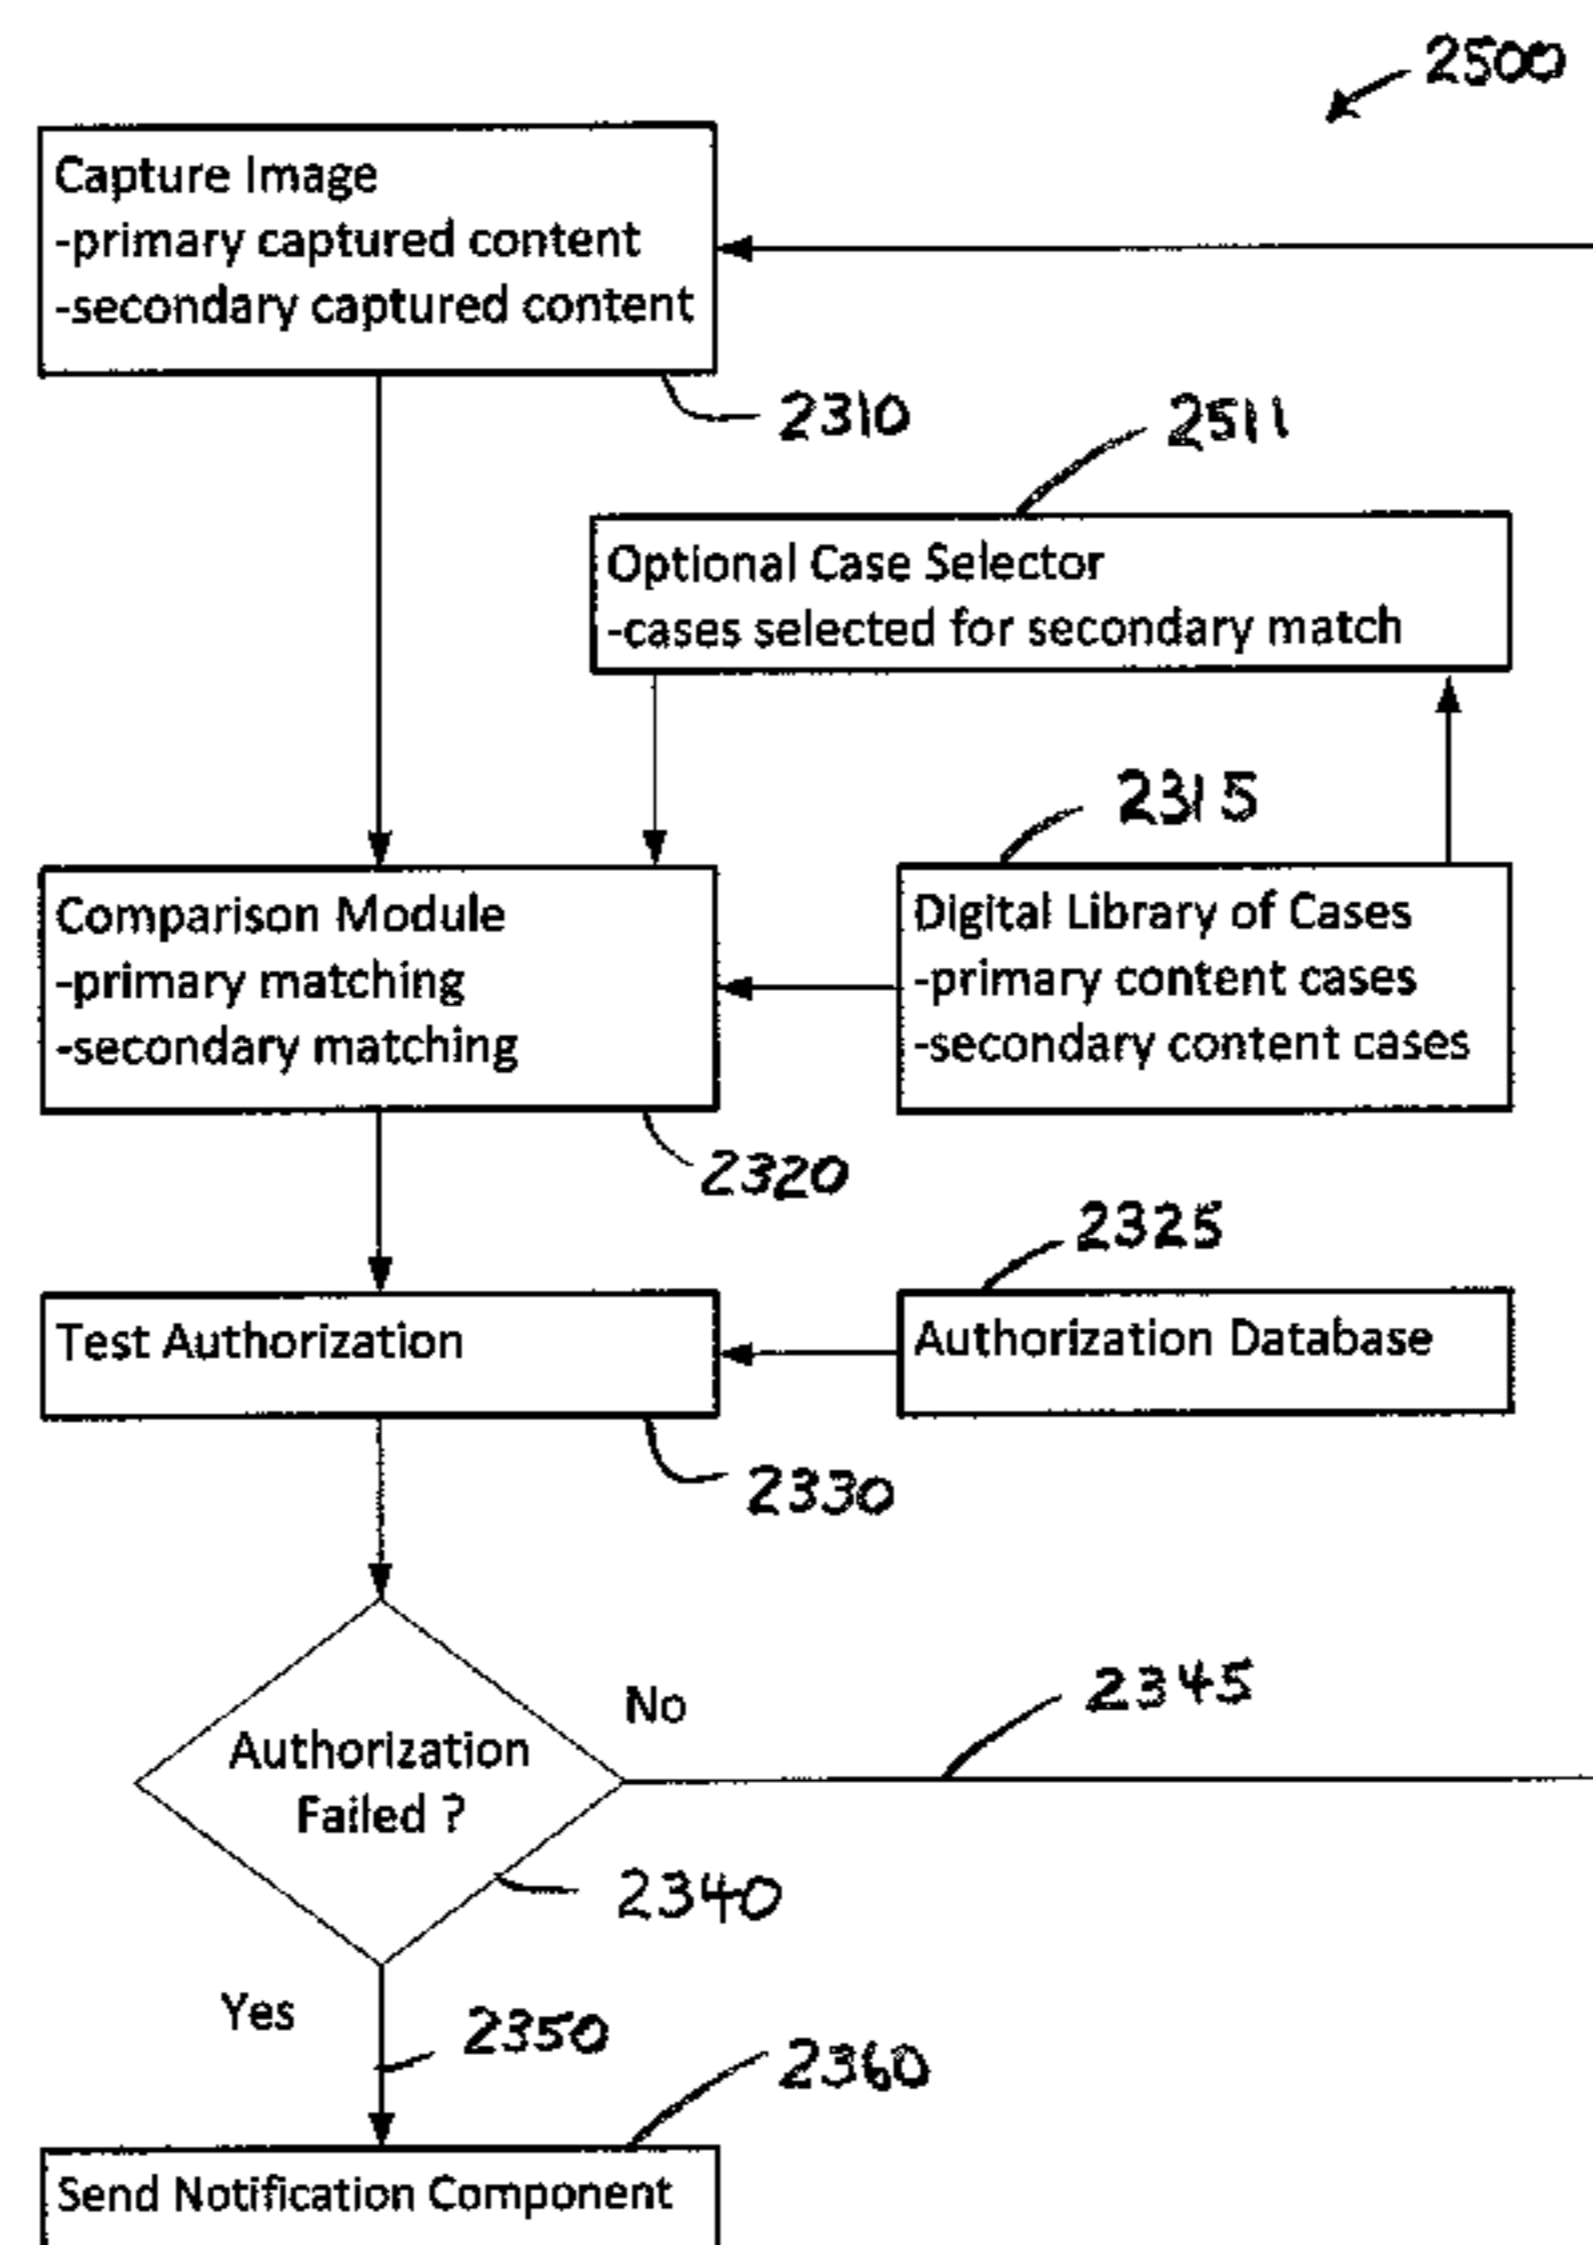 2500
Capture Image
-primary captured content
-secondary captured content
2310
2511
Optional Case Selector
-cases selected for secondary match
2315
Comparison Module
-primary matching
-secondary matching
Digital Library of Cases
-primary content cases
-secondary content cases
2320
2325
Test Authorization
Authorization Database
2330
No
2345
Authorization
Failed ?
2340
Yes
2350
2360
Send Notification Component